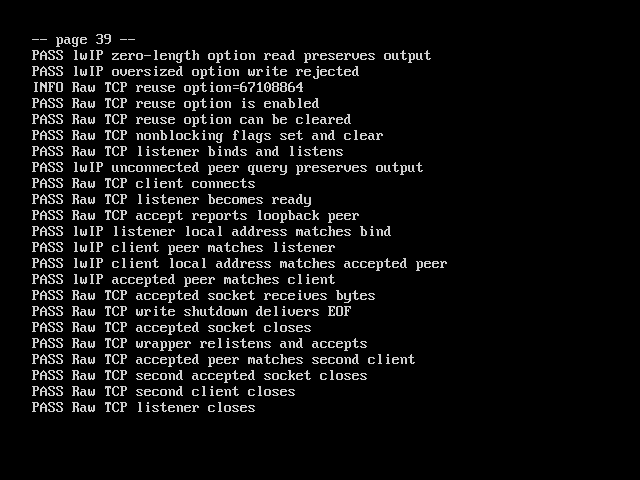 -- page 39 --
PASS lwIP zero-length option read preserves output
PASS lwIP oversized option write rejected
INFO Raw TCP reuse option=67108864
PASS Raw TCP reuse option is enabled
PASS Raw TCP reuse option can be cleared
PASS Raw TCP nonblocking flags set and clear
PASS Raw TCP listener binds and listens
PASS lwIP unconnected peer query preserves output
PASS Raw TCP client connects
PASS Raw TCP listener becomes ready
PASS Raw TCP accept reports loopback peer
PASS lwIP listener local address matches bind
PASS lwIP client peer matches listener
PASS lwIP client local address matches accepted peer
PASS lwIP accepted peer matches client
PASS Raw TCP accepted socket receives bytes
PASS Raw TCP write shutdown delivers EOF
PASS Raw TCP accepted socket closes
PASS Raw TCP wrapper relistens and accepts
PASS Raw TCP accepted peer matches second client
PASS Raw TCP second accepted socket closes
PASS Raw TCP second client closes
PASS Raw TCP listener closes